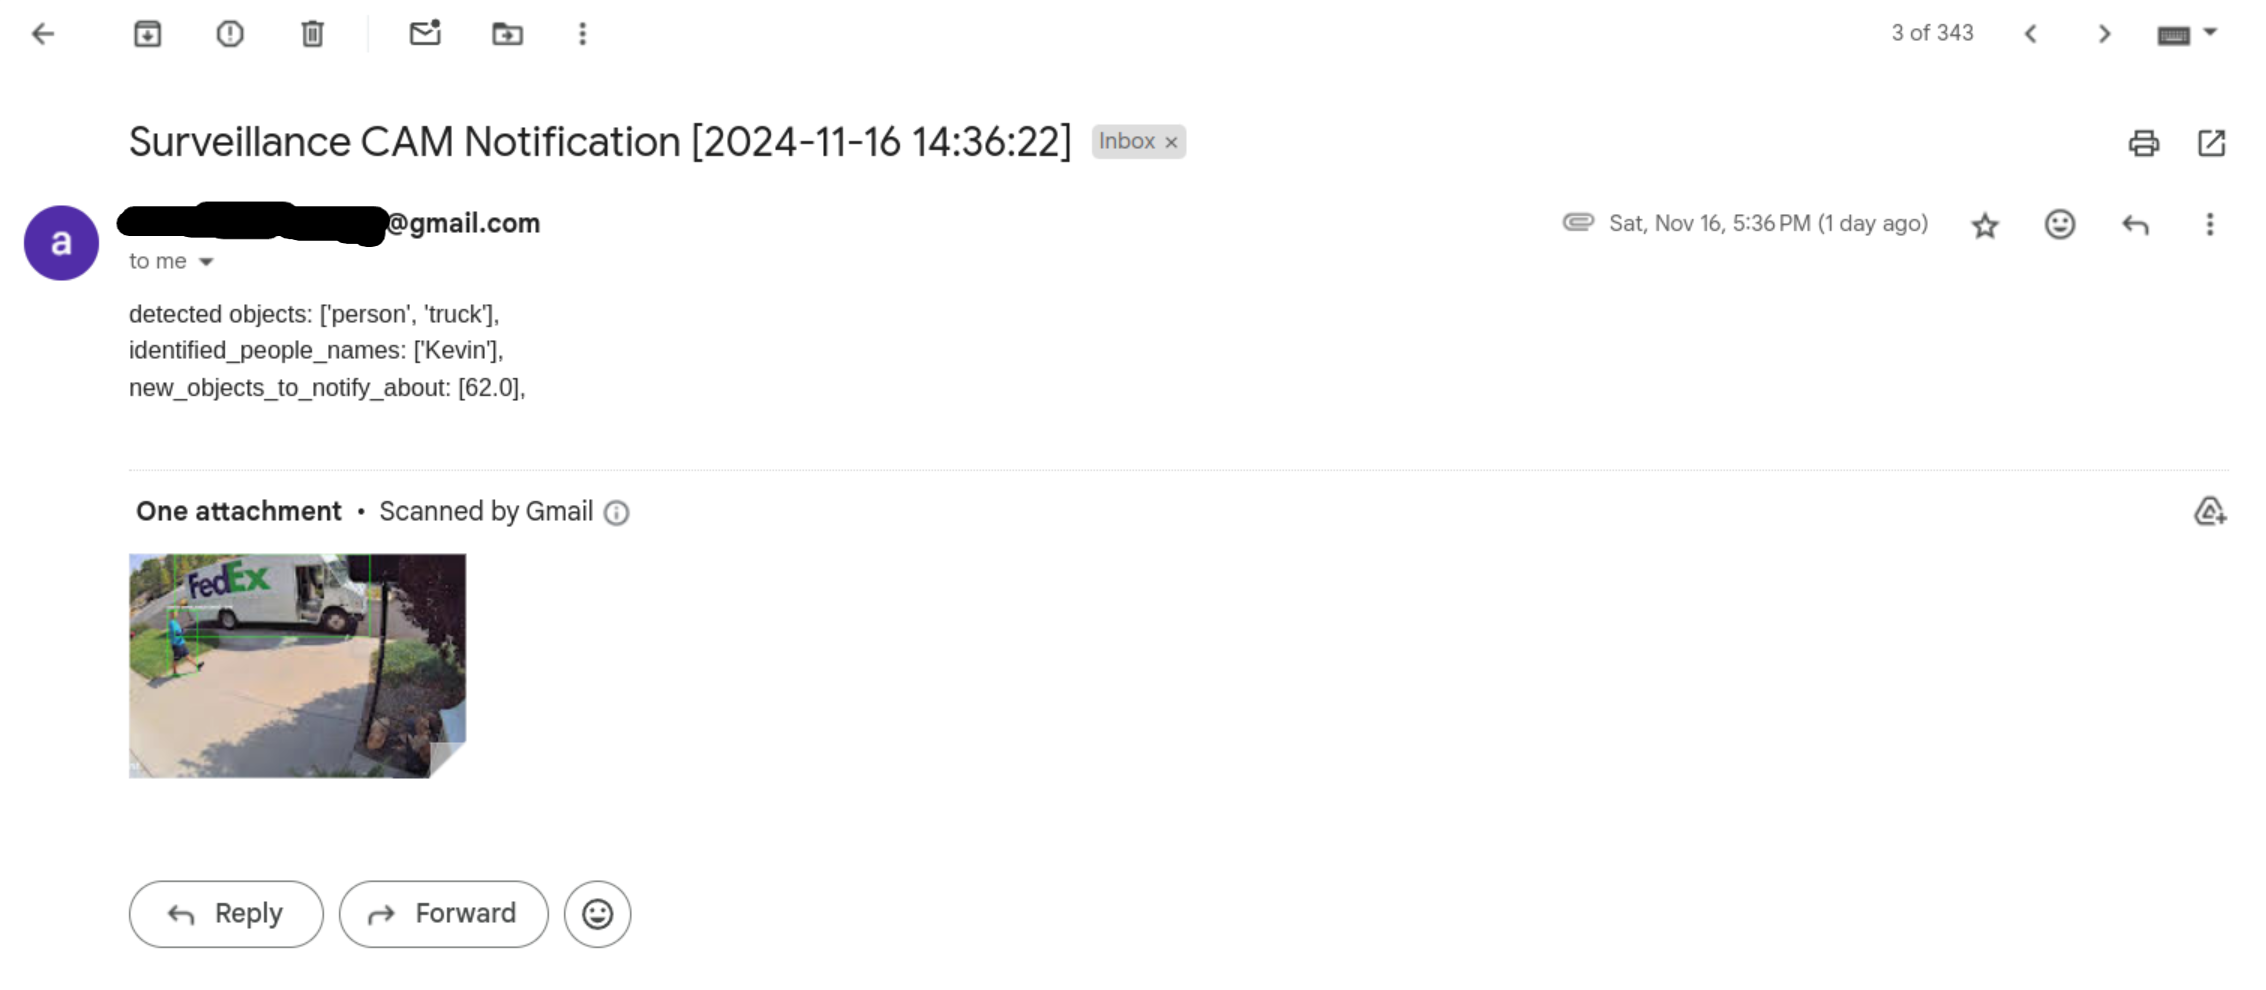 3 of 343
Surveillance CAM Notification [2024-11-16 14:36:22] Inbox ×
a
@gmail.com
Sat, Nov 16, 5:36 PM (1 day ago)
to me
detected objects: ['person', 'truck'],
identified_people_names: ['Kevin'],
new_objects_to_notify_about: [62.0],
One attachment • Scanned by Gmail
FedEx
Reply
Forward